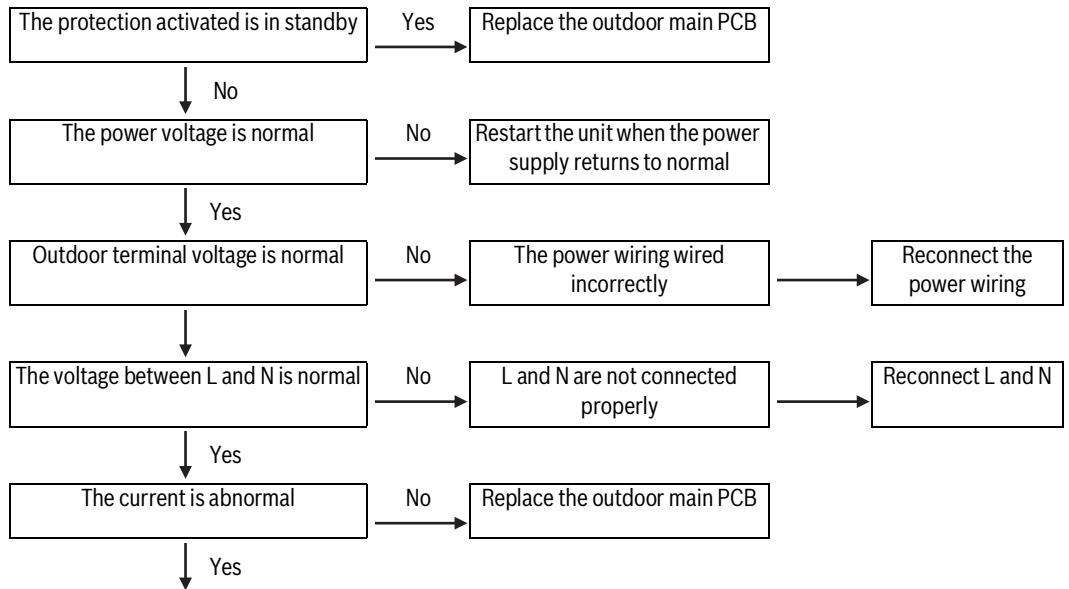 The protection activated is in standby
Yes
Replace the outdoor main PCB
No
The power voltage is normal
No
Restart the unit when the power
supply returns to normal
Yes
Outdoor terminal voltage is normal
No
The power wiring wired
incorrectly
Reconnect the
power wiring
The voltage between L and N is normal
No
L and N are not connected
properly
Reconnect L and N
Yes
The current is abnormal
No
Replace the outdoor main PCB
Yes